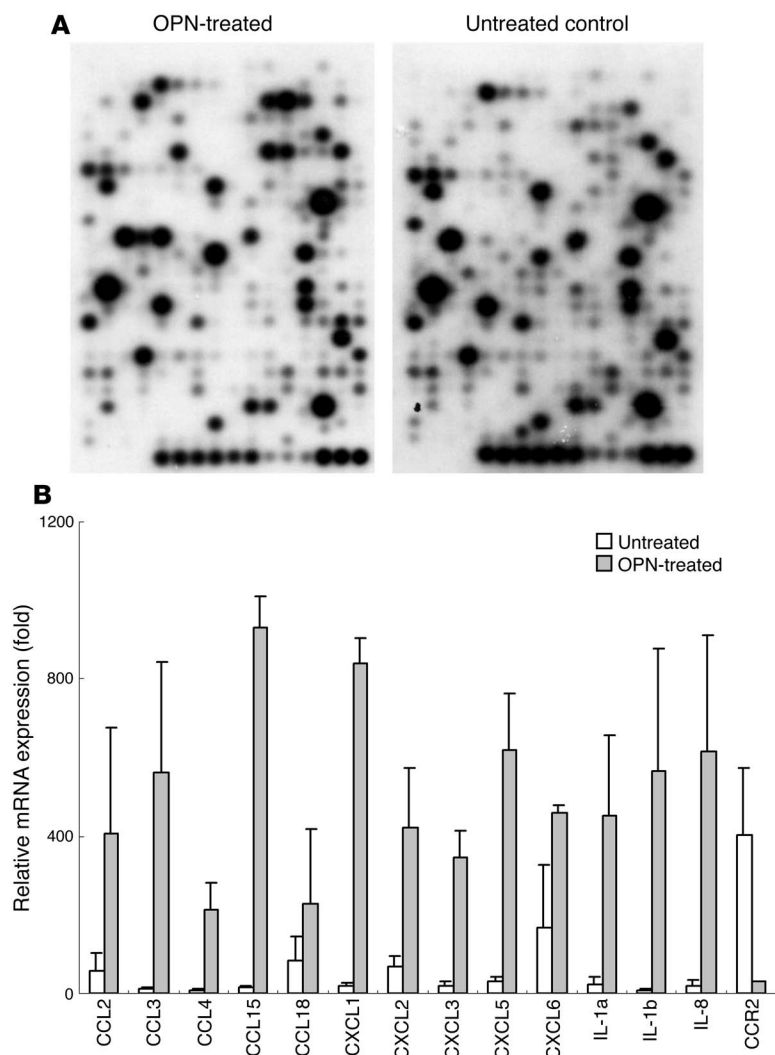 A
OPN-treated
Untreated control
B
1200
800
400
0
Relative mRNA expression (fold)
Untreated
OPN-treated
CCL2
CCL3
CCL4
CCL15
CCL18
CXCL1
CXCL2
CXCL3
CXCL5
CXCL6
IL-1a
IL-1b
IL-8
CCR2